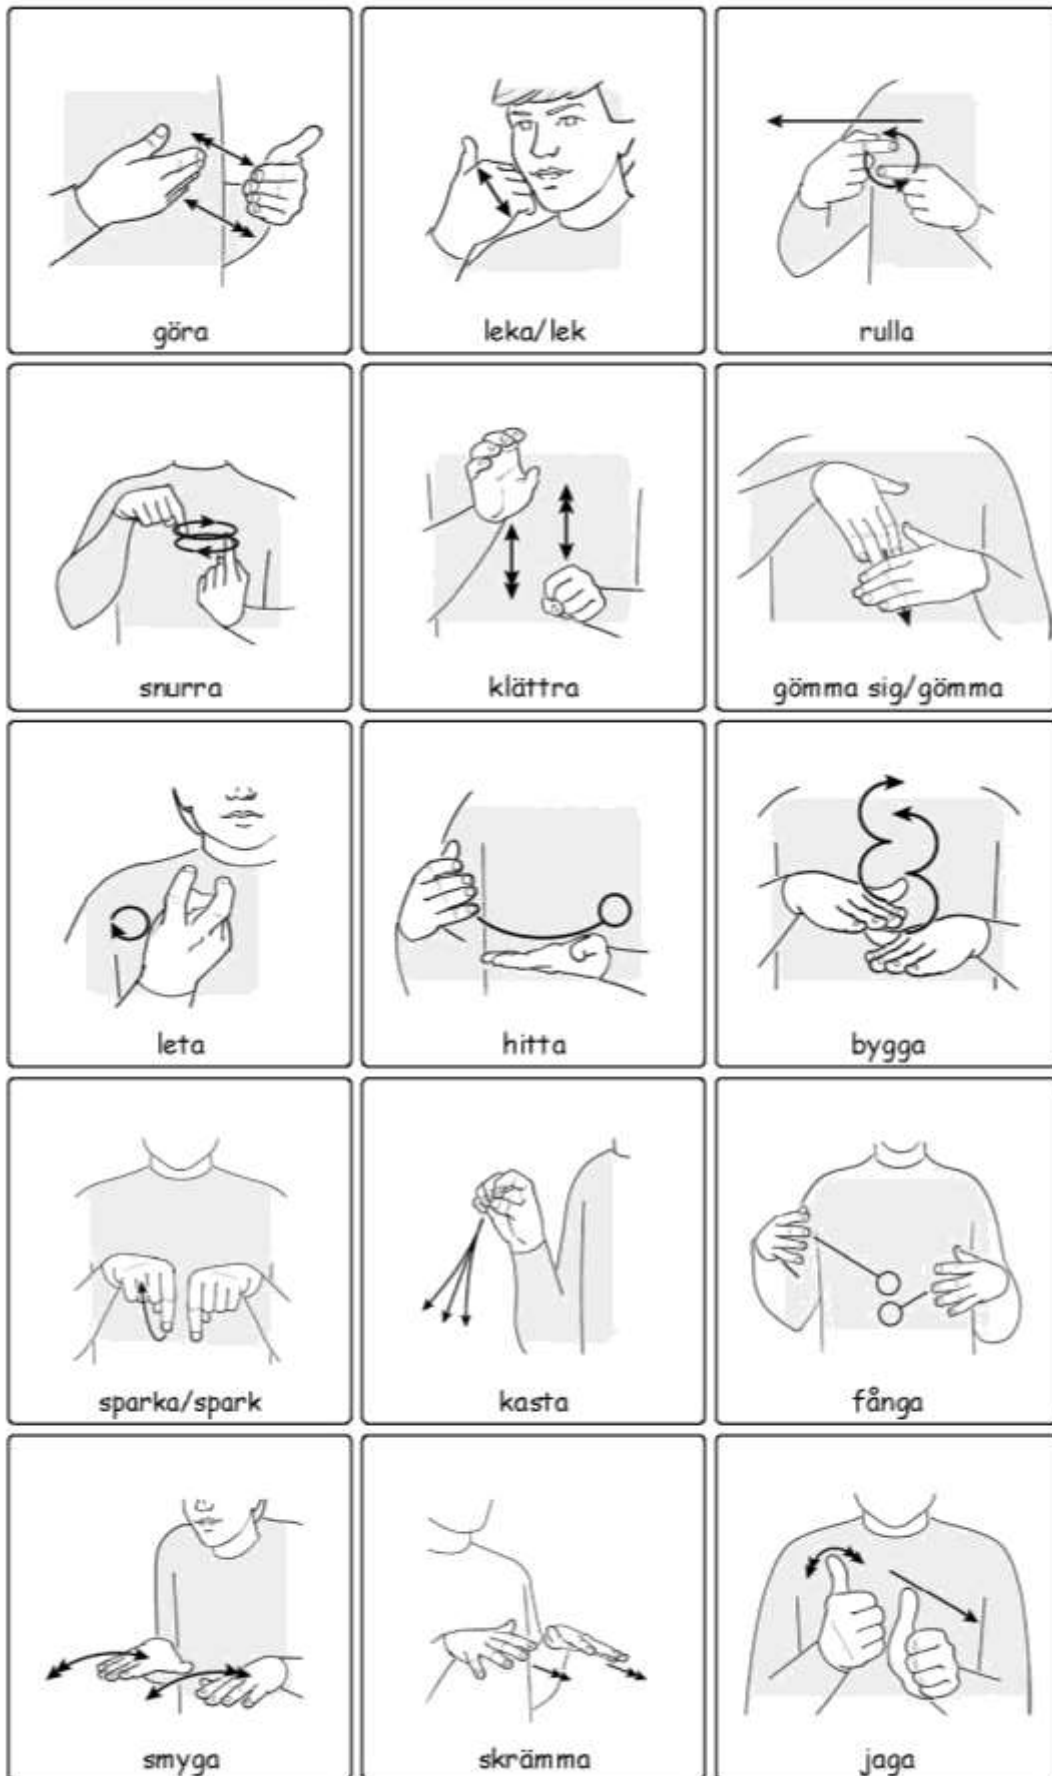 göra
leka/lek
rulla
snurra
klättra
gömma sig/gömma
leta
hitta
bygga
sparka/spark
kasta
fånga
smyga
skrämma
jaga